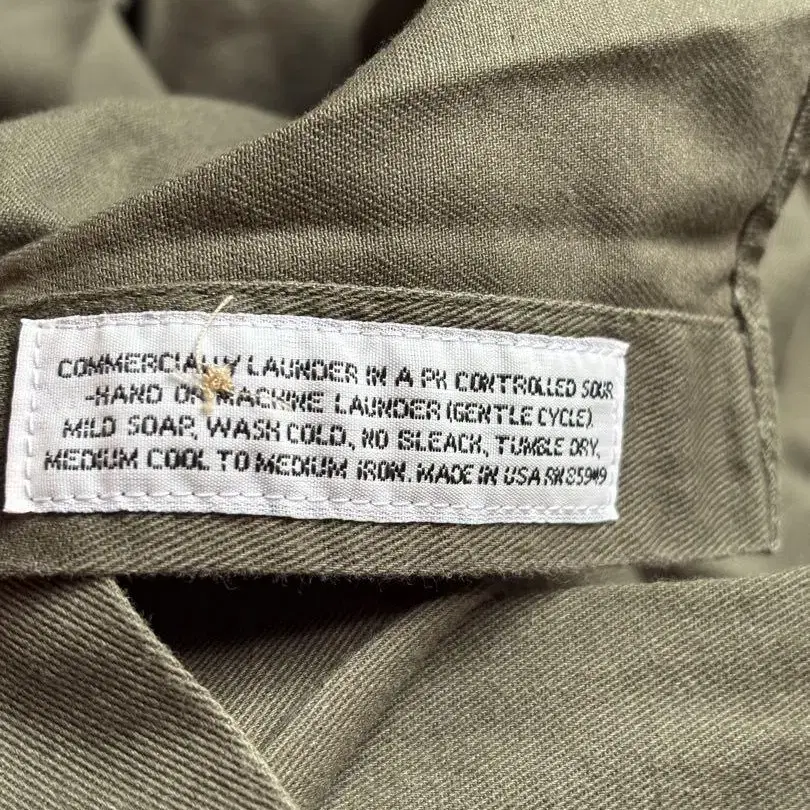 COMMERCIALLY LAUNDER IN A PH CONTROLLED SOUR
-HAND OR MACHINE LAUNDER (GENTLE CYCLE).
MILD SOAP, WASH COLD., NO BLEACH, TUMBLE DRY,
MEDIUM COOL TO MEDIUM IRON. MADE IN USA RN